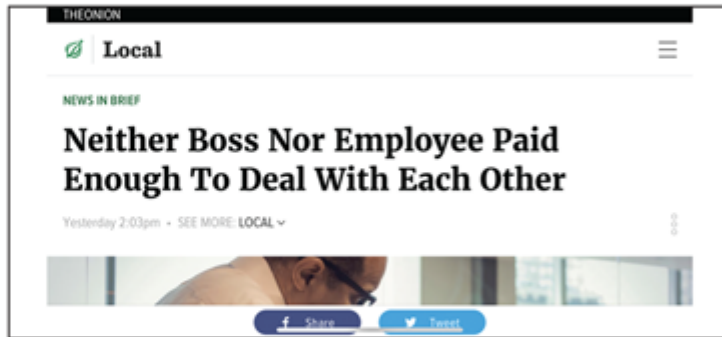 THEONION
Local
NEWS IN BRIEF
Neither Boss Nor Employee Paid
Enough To Deal With Each Other
Yesterday 2:03pm • SEE MORE: LOCAL
Share
Tweet